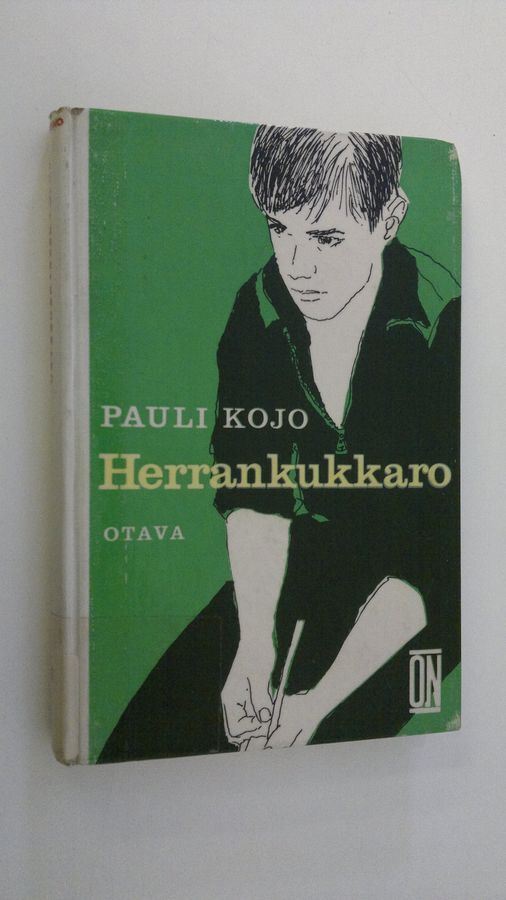 PAULI KOJO
Herrankukkaro
OTAVA
ON